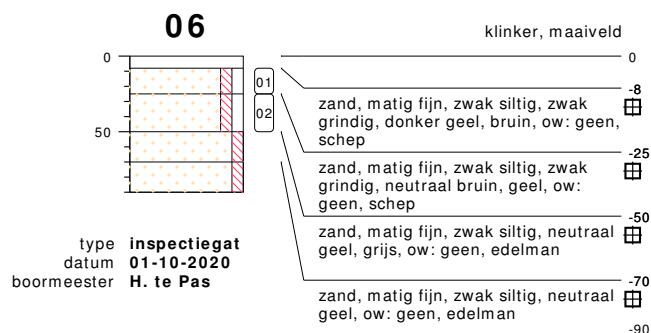 06
klinker, maaiveld
0
0
-8
01
zand, matig fijn, zwak siltig, zwak
grindig, donker geel, bruin, ow: geen,
schep
02
50
-25
zand, matig fijn, zwak siltig, zwak
grindig, neutraal bruin, geel, ow:
geen, schep
-50
zand, matig fijn, zwak siltig, neutraal
geel, grijs, ow: geen, edelman
type inspectiegat
datum 01-10-2020
boormeester H. te Pas
-70
zand, matig fijn, zwak siltig, neutraal
geel, ow: geen, edelman
-90